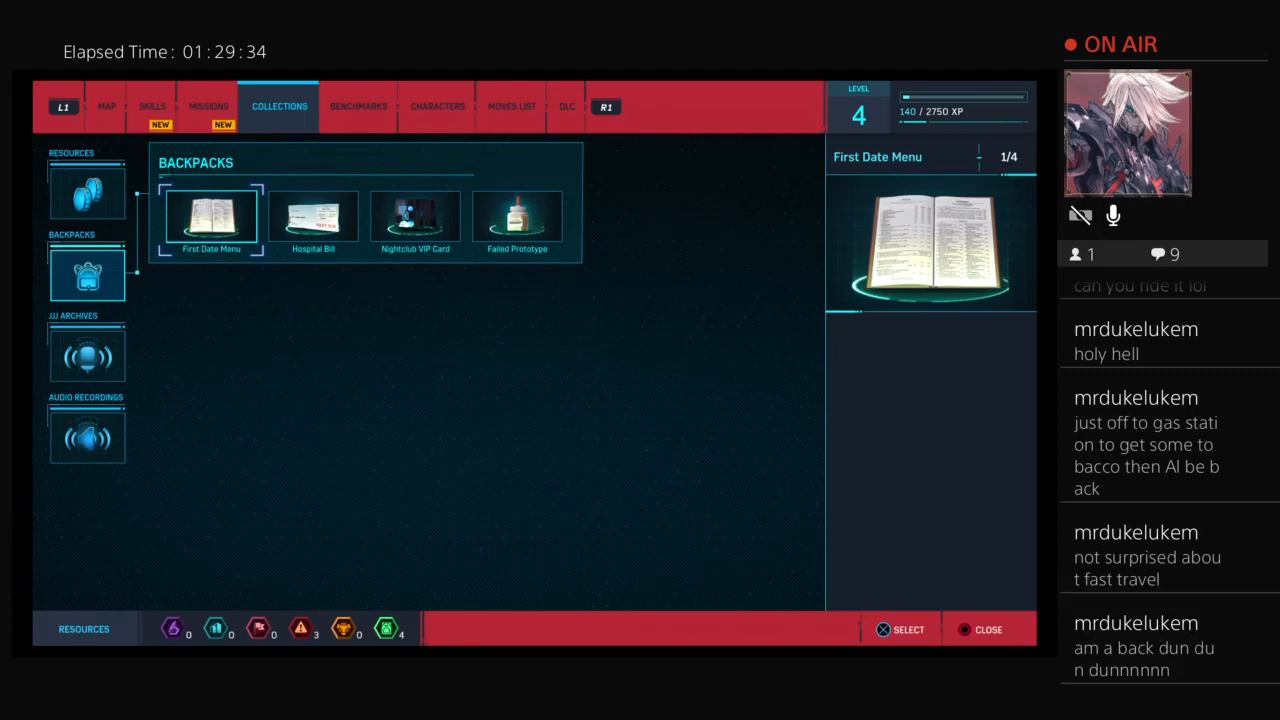 Elapsed Time: 01:29:34
ON AIR
L1
MAP
SKILLS
NEW
MISSIONS
NEW
COLLECTIONS
BENCHMARKS
CHARACTERS
MOVES LIST
DLC
R1
LEVEL
4
140 / 2750 XP
RESOURCES
BACKPACKS
JJJ ARCHIVES
AUDIO RECORDINGS
BACKPACKS
First Date Menu
Hospital Bill
Nightclub VIP Card
Failed Prototype
First Date Menu
1/4
1
9
can you ride it lol
mrdukelukem
holy hell
mrdukelukem
just off to gas stati
on to get some to
bacco then Al be b
ack
mrdukelukem
not surprised abou
t fast travel
mrdukelukem
am a back dun du
n dunnnnnn
RESOURCES
0
0
0
3
0
4
SELECT
CLOSE